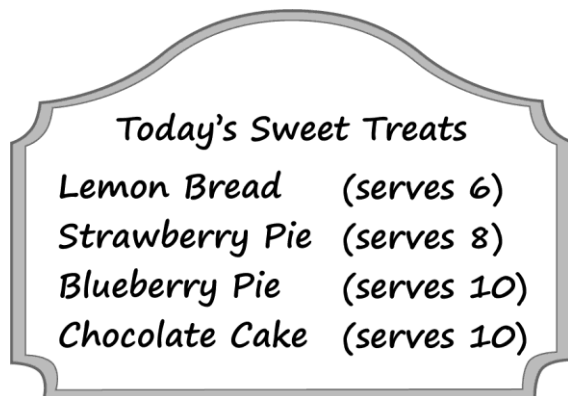 Today's Sweet Treats
Lemon Bread (serves 6)
Strawberry Pie (serves 8)
Blueberry Pie (serves 10)
Chocolate Cake (serves 10)